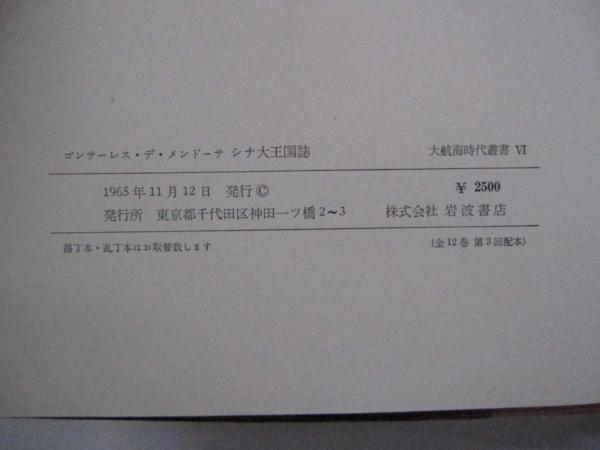 ゴンサーレス・デ・メンドーサ シナ大王国誌 大航海時代叢書 Ⅵ
1965年11月12日 発行© ¥ 2500
発行所 東京都千代田区神田一ツ橋2〜3 株式会社 岩波書店
落丁本・乱丁本はお取替致します (全12巻 第3回配本)